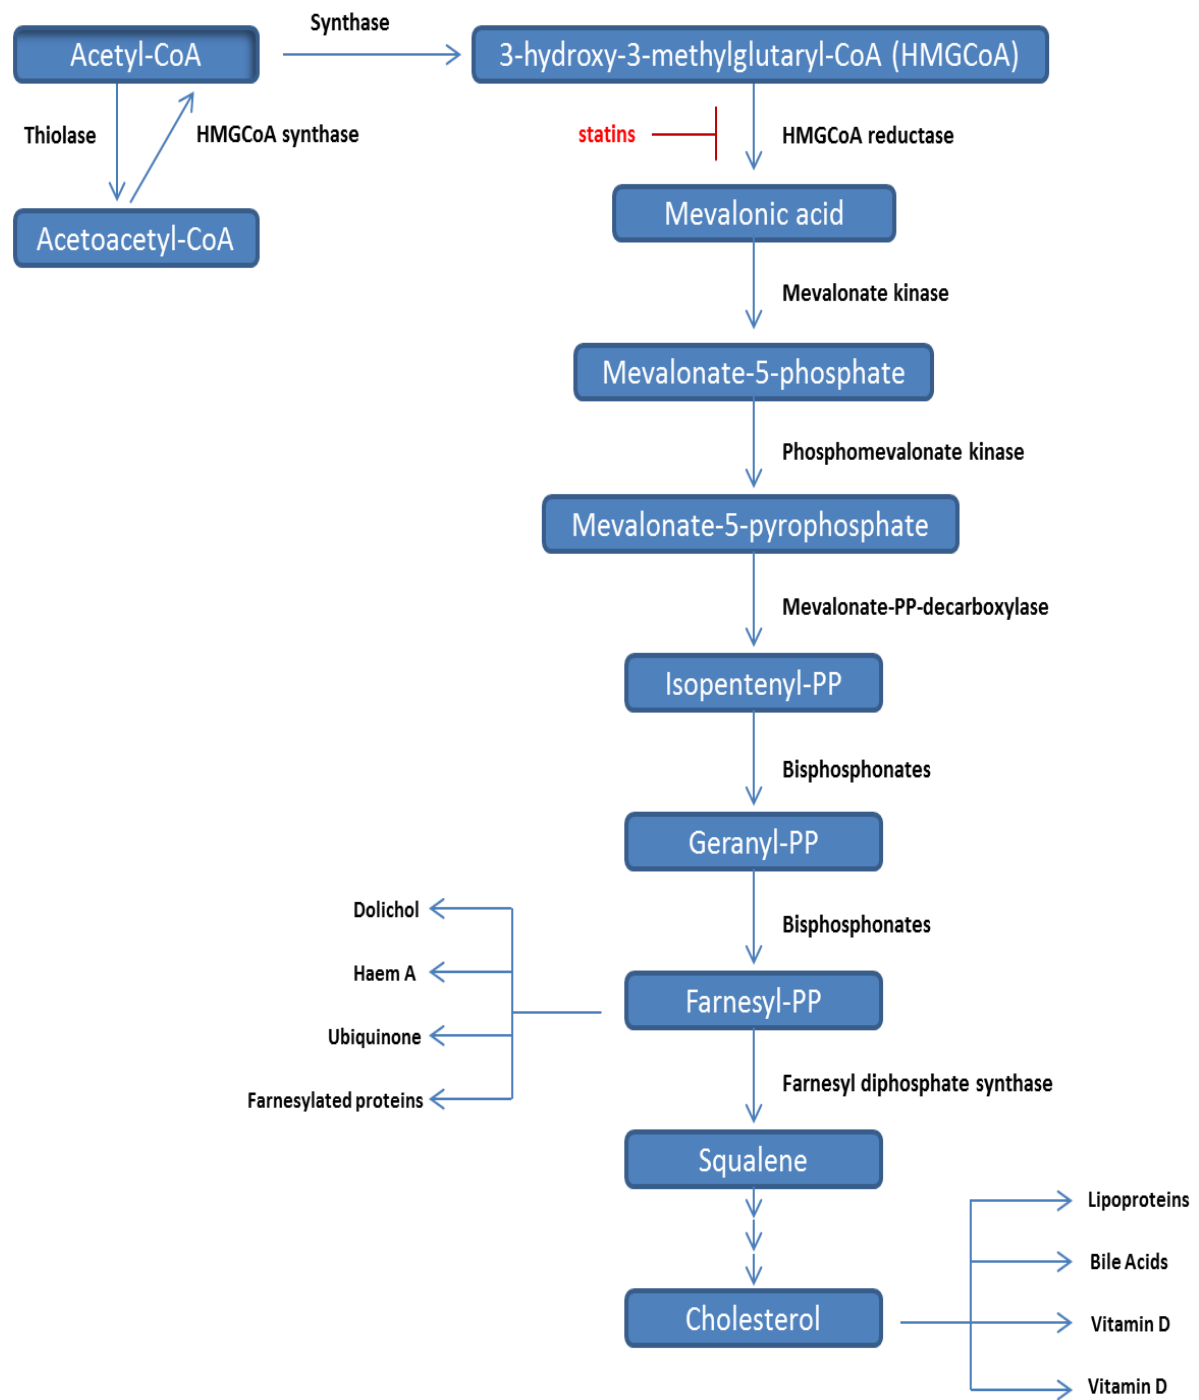 Synthase
Acetyl-CoA
3-hydroxy-3-methylglutaryl-CoA (HMGCoA)
Thiolase
HMGCoA synthase
statins
HMGCoA reductase
Acetoacetyl-CoA
Mevalonic acid
Mevalonate kinase
Mevalonate-5-phosphate
Phosphomevalonate kinase
Mevalonate-5-pyrophosphate
Mevalonate-PP-decarboxylase
Isopentenyl-PP
Bisphosphonates
Geranyl-PP
Bisphosphonates
Dolichol
Haem A
Ubiquinone
Farnesylated proteins
Farnesyl-PP
Farnesyl diphosphate synthase
Squalene
Cholesterol
Lipoproteins
Bile Acids
Vitamin D
Vitamin D